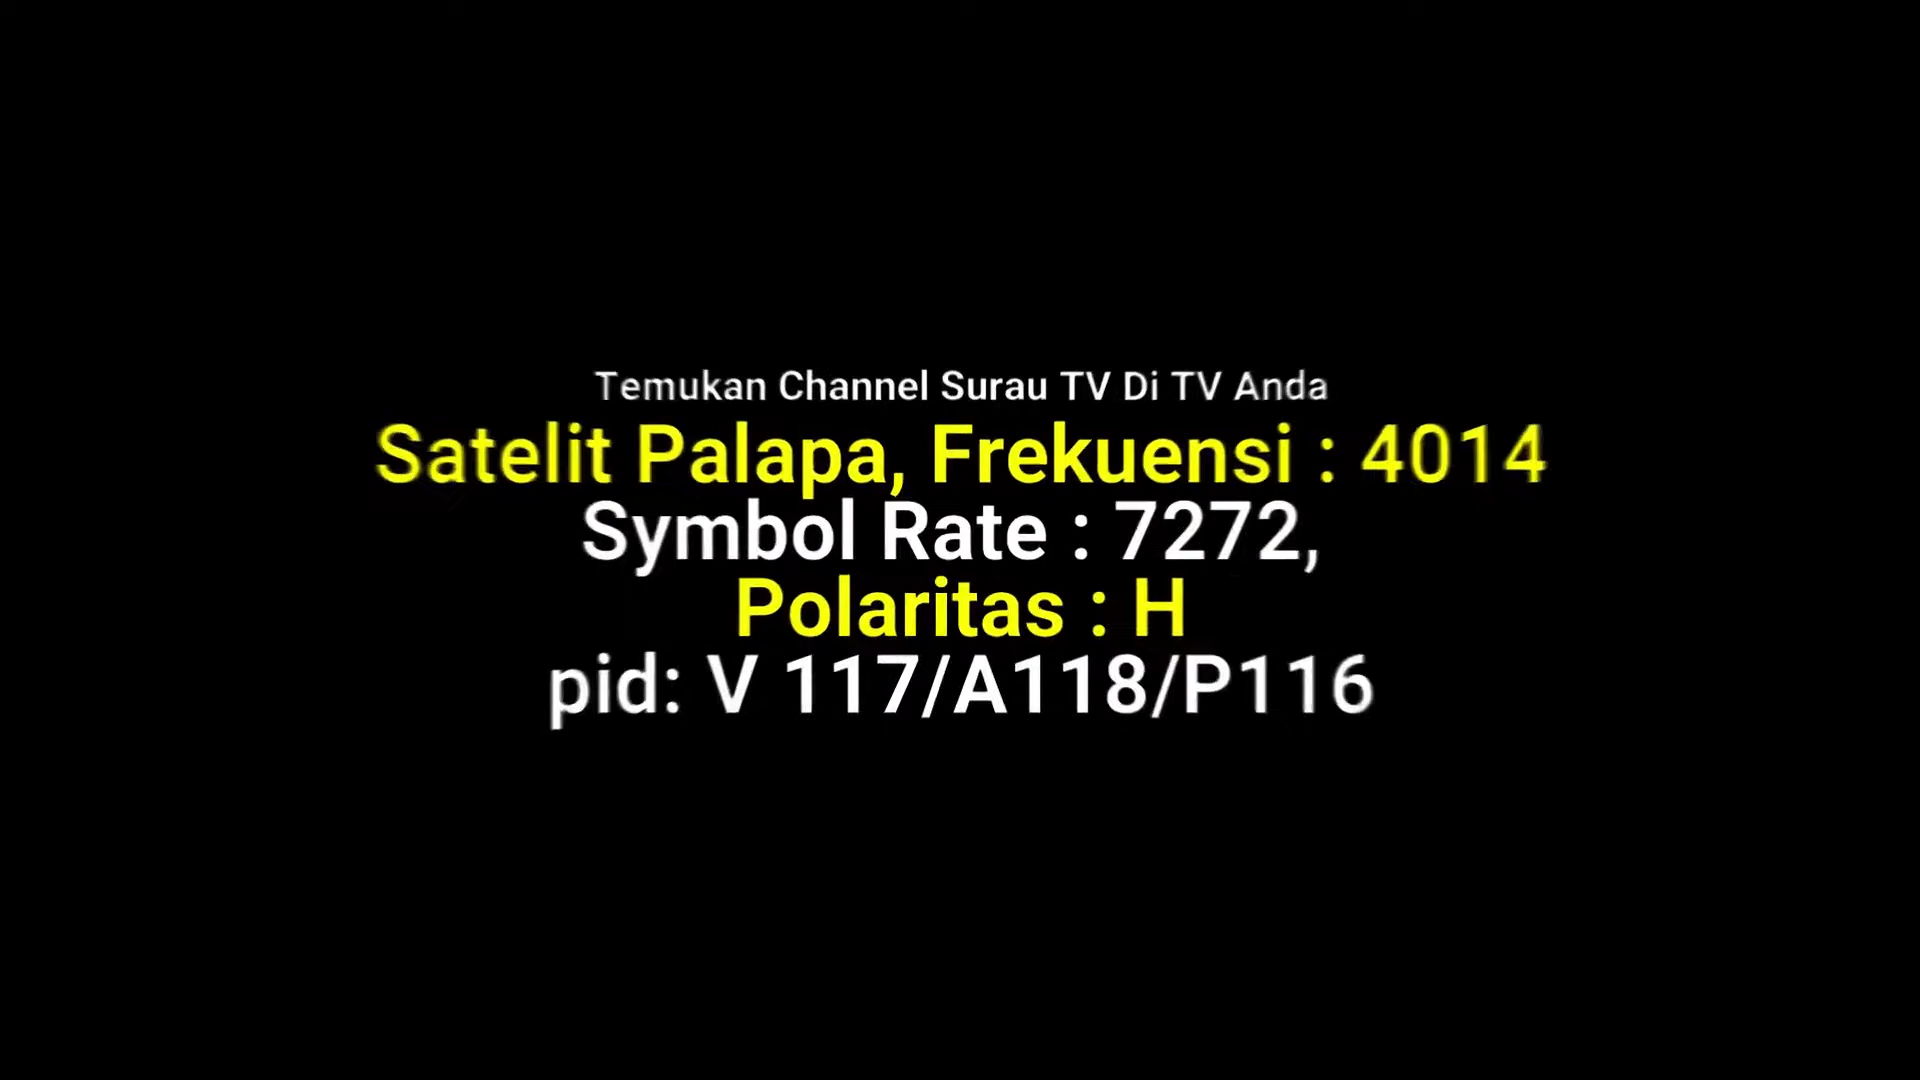 Temukan Channel Surau TV Di TV Anda
Satelit Palapa, Frekuensi : 4014
Symbol Rate : 7272,
Polaritas : H
pid: V 117/A118/P116